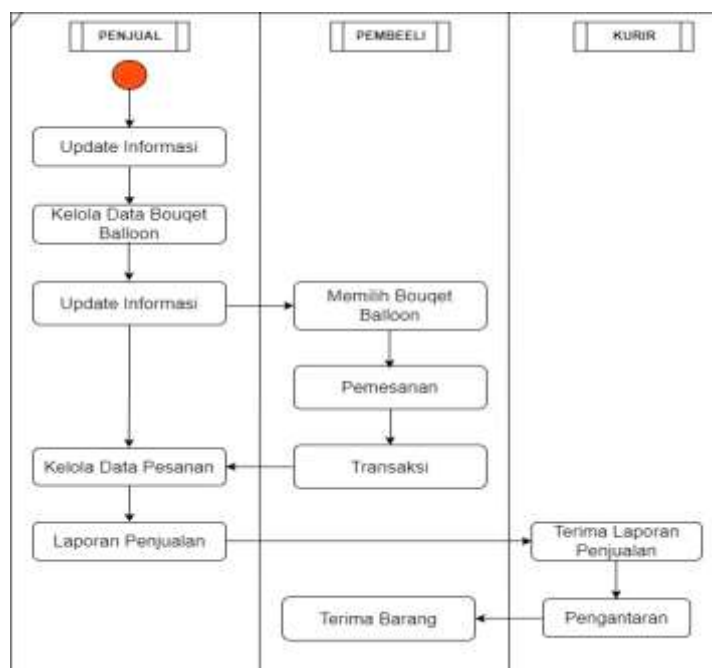 PENJUAL
PEMBEELI
KURIR
Update Informasi
Kelola Data Bouqet
Balloon
Update Informasi
Memilih Bouqet
Balloon
Pemesanan
Kelola Data Pesanan
Transaksi
Laporan Penjualan
Terima Laporan
Penjualan
Terima Barang
Pengantaran